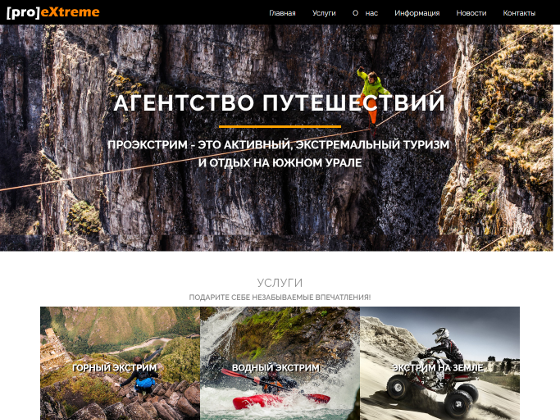 [pro]eXtreme
Главная Услуги О нас Информация Новости Контакты
АГЕНТСТВО ПУТЕШЕСТВИЙ
ПРОЭКСТРИМ - ЭТО АКТИВНЫЙ, ЭКСТРЕМАЛЬНЫЙ ТУРИЗМ
И ОТДЫХ НА ЮЖНОМ УРАЛЕ
УСЛУГИ
ПОДАРИТЕ СЕБЕ НЕЗАБЫВАЕМЫЕ ВПЕЧАТЛЕНИЯ!
ГОРНЫЙ ЭКСТРИМ ВОДНЫЙ ЭКСТРИМ ЭКСТРИМ НА ЗЕМЛЕ